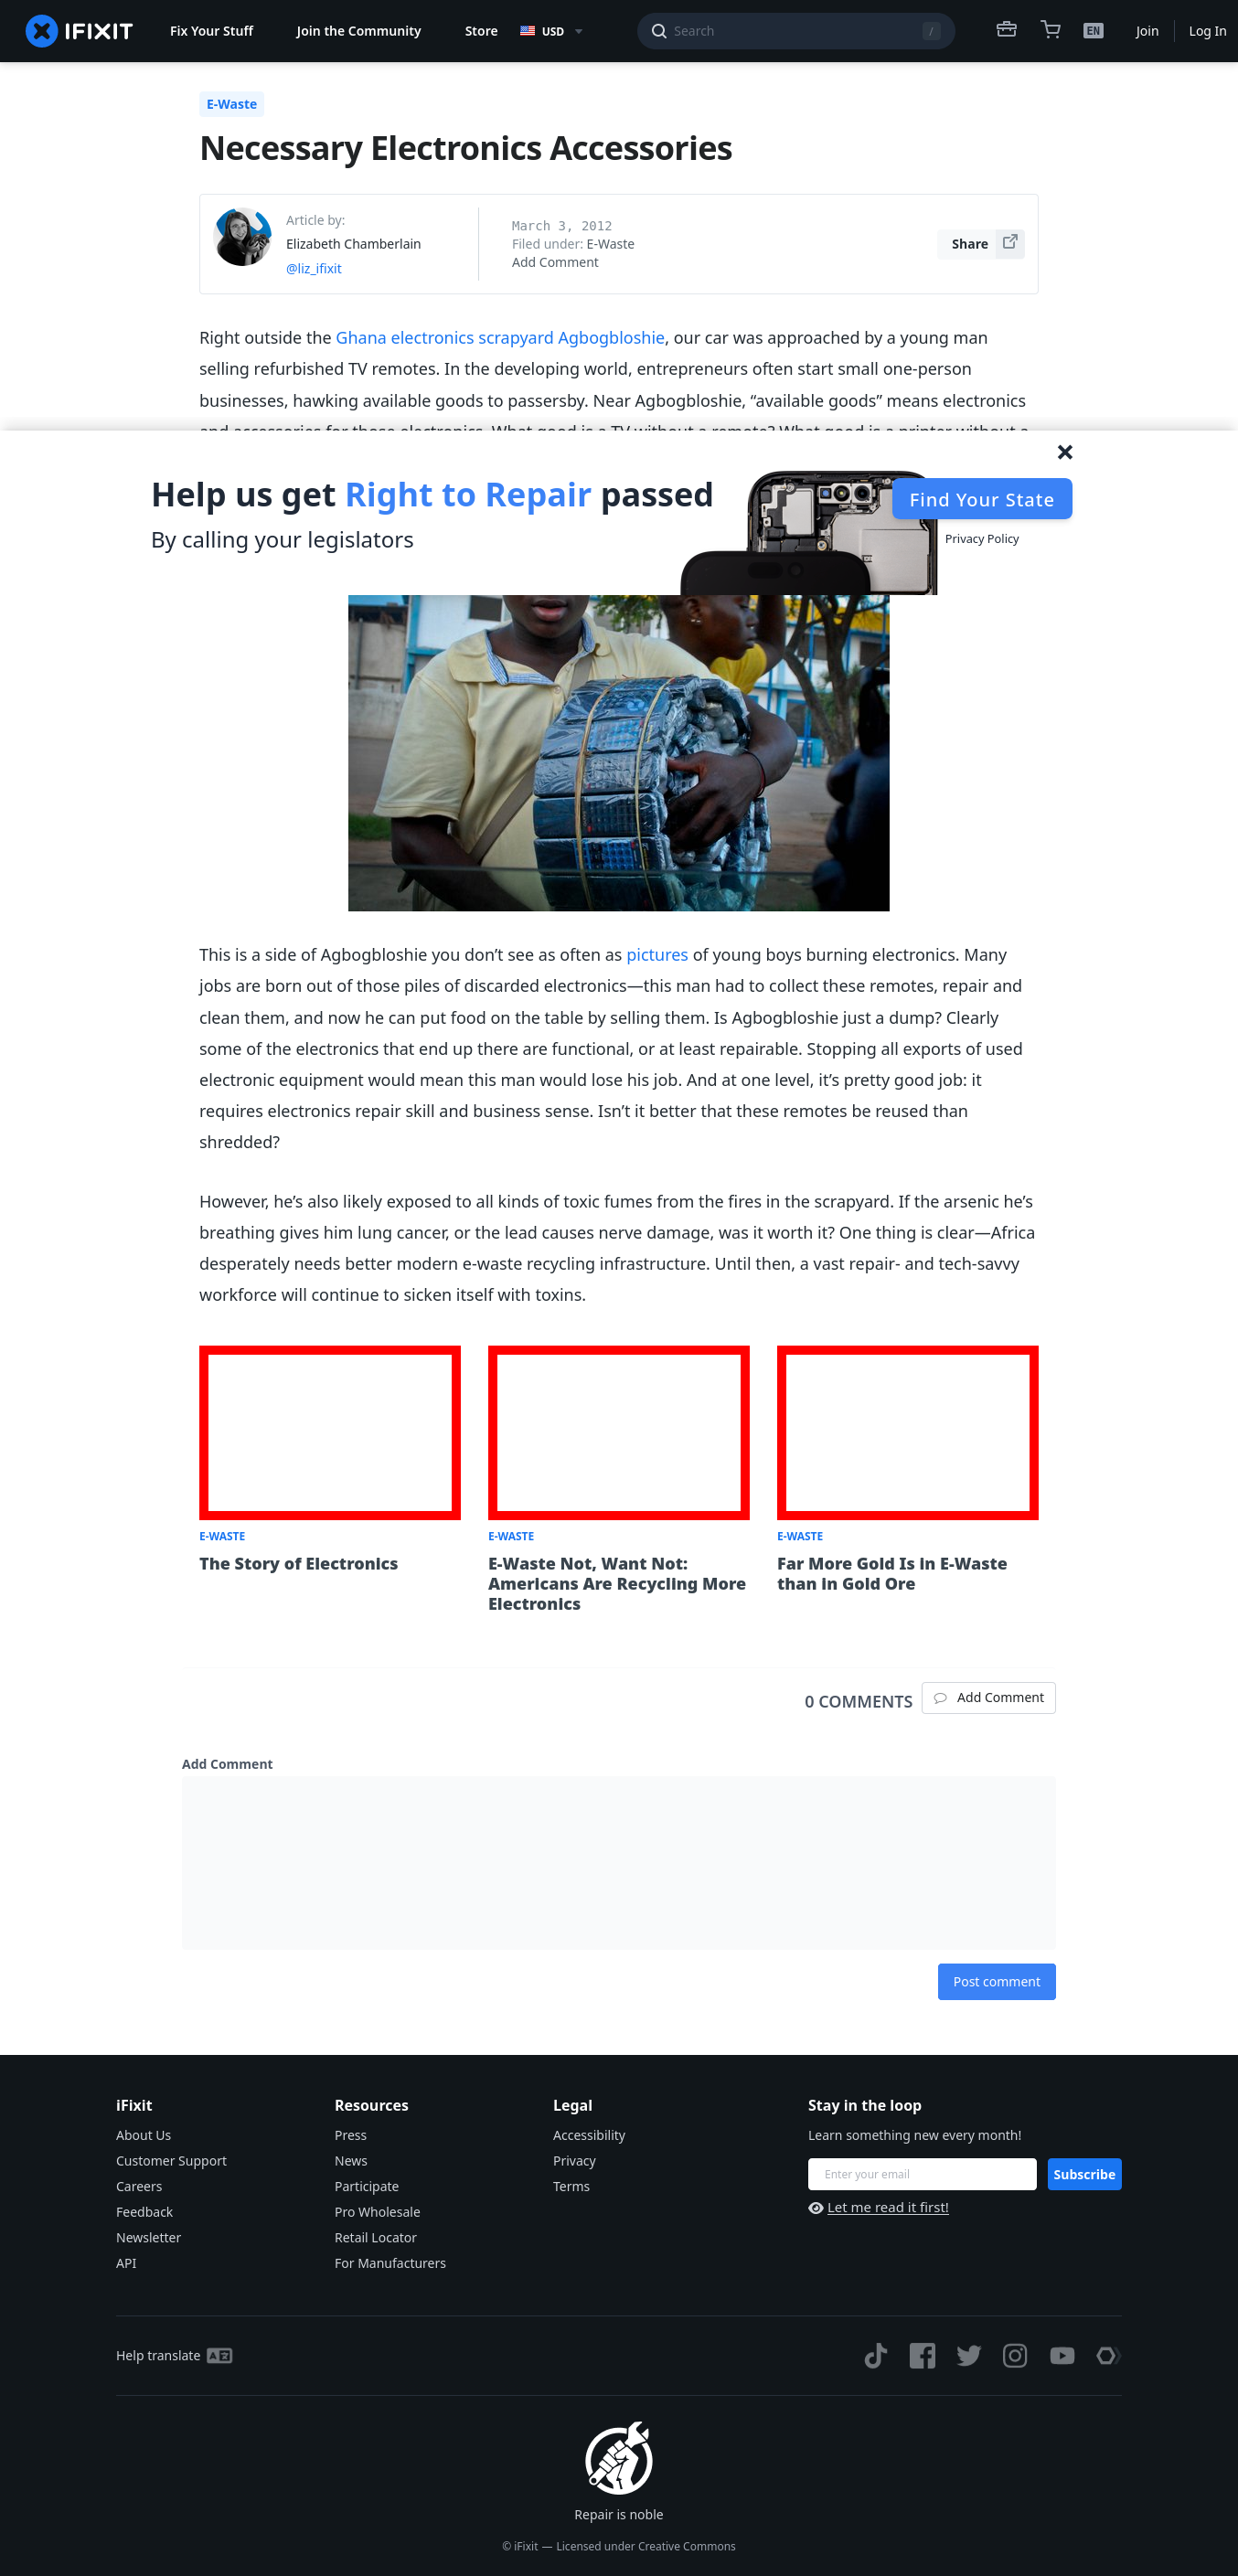 IFIXIT
Fix Your Stuff
Join the Community
Store
USD
Search
/
EN
Join
Log In
E-Waste
Necessary Electronics Accessories
Article by:
Elizabeth Chamberlain
@liz_ifixit
March 3, 2012
Filed under: E-Waste
Add Comment
Share
Right outside the Ghana electronics scrapyard Agbogbloshie, our car was approached by a young man
selling refurbished TV remotes. In the developing world, entrepreneurs often start small one-person
businesses, hawking available goods to passersby. Near Agbogbloshie, “available goods” means electronics
and accessories for those electronics. What good is a TV without a remote? What good is a printer without a
Help us get Right to Repair passed
By calling your legislators
Find Your State
Privacy Policy
This is a side of Agbogbloshie you don’t see as often as pictures of young boys burning electronics. Many
jobs are born out of those piles of discarded electronics—this man had to collect these remotes, repair and
clean them, and now he can put food on the table by selling them. Is Agbogbloshie just a dump? Clearly
some of the electronics that end up there are functional, or at least repairable. Stopping all exports of used
electronic equipment would mean this man would lose his job. And at one level, it’s pretty good job: it
requires electronics repair skill and business sense. Isn’t it better that these remotes be reused than
shredded?
However, he’s also likely exposed to all kinds of toxic fumes from the fires in the scrapyard. If the arsenic he’s
breathing gives him lung cancer, or the lead causes nerve damage, was it worth it? One thing is clear—Africa
desperately needs better modern e-waste recycling infrastructure. Until then, a vast repair- and tech-savvy
workforce will continue to sicken itself with toxins.
E-WASTE
The Story of Electronics
E-WASTE
E-Waste Not, Want Not:
Americans Are Recycling More
Electronics
E-WASTE
Far More Gold Is in E-Waste
than in Gold Ore
0 COMMENTS
Add Comment
Add Comment
Post comment
iFixit
About Us
Customer Support
Careers
Feedback
Newsletter
API
Resources
Press
News
Participate
Pro Wholesale
Retail Locator
For Manufacturers
Legal
Accessibility
Privacy
Terms
Stay in the loop
Learn something new every month!
Enter your email
Subscribe
Let me read it first!
Help translate
Repair is noble
© iFixit — Licensed under Creative Commons